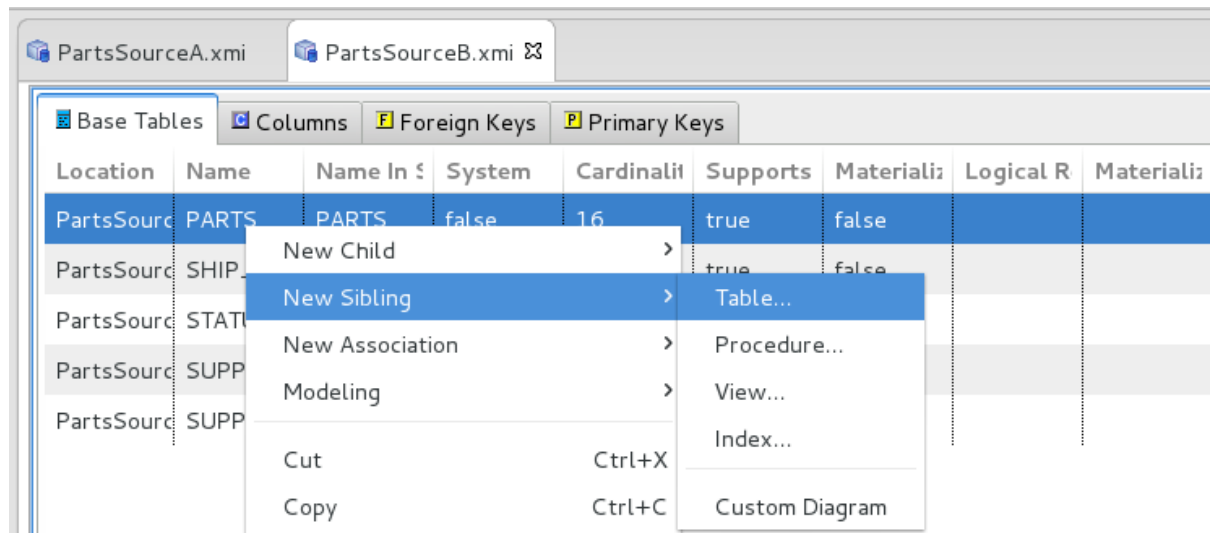 PartsSourceA.xmi PartsSourceB.xmi
Base Tables Columns Foreign Keys Primary Keys
Location Name Name In S System Cardinalit Supports Materializ Logical R Materializ
PartsSourc PARTS PARTS false 16 true false
PartsSourc SHIP_ true false
PartsSourc STATU
PartsSourc SUPP
PartsSourc SUPP
New Child
New Sibling
New Association
Modeling
Cut Ctrl+X
Copy Ctrl+C
Table...
Procedure...
View...
Index...
Custom Diagram